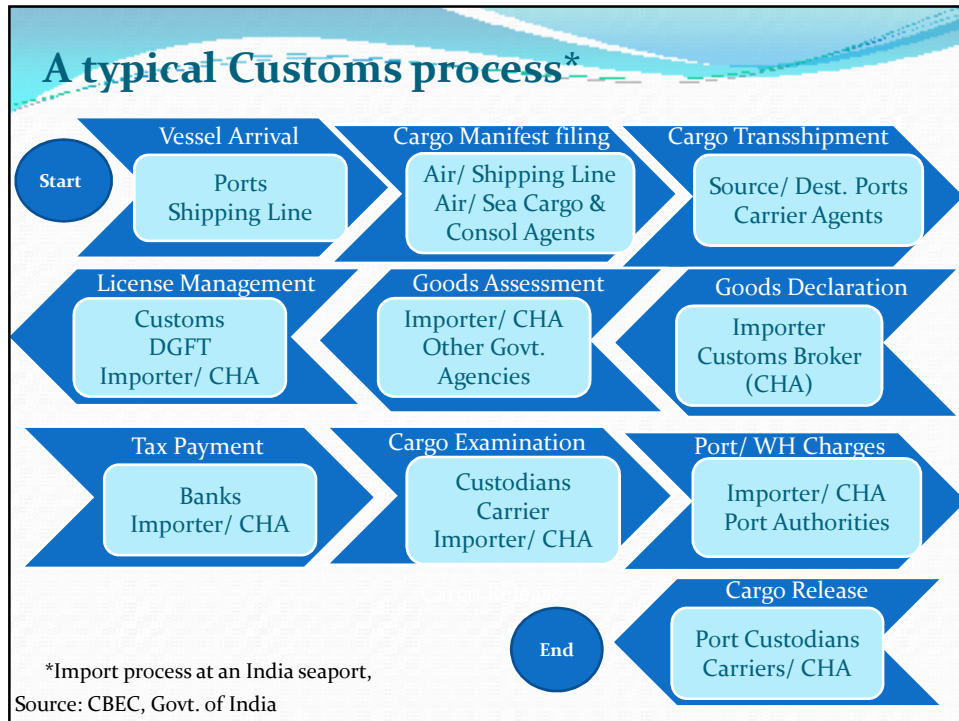 A typical Customs process*
Start
Vessel Arrival
Ports
Shipping Line
Cargo Manifest filing
Air/ Shipping Line
Air/ Sea Cargo &
Consol Agents
Cargo Transshipment
Source/ Dest. Ports
Carrier Agents
Goods Declaration
Importer
Customs Broker
(CHA)
Goods Assessment
Importer/ CHA
Other Govt.
Agencies
License Management
Customs
DGFT
Importer/ CHA
Tax Payment
Banks
Importer/ CHA
Cargo Examination
Custodians
Carrier
Importer/ CHA
Port/ WH Charges
Importer/ CHA
Port Authorities
Cargo Release
Port Custodians
Carriers/ CHA
End
*Import process at an India seaport,
Source: CBEC, Govt. of India